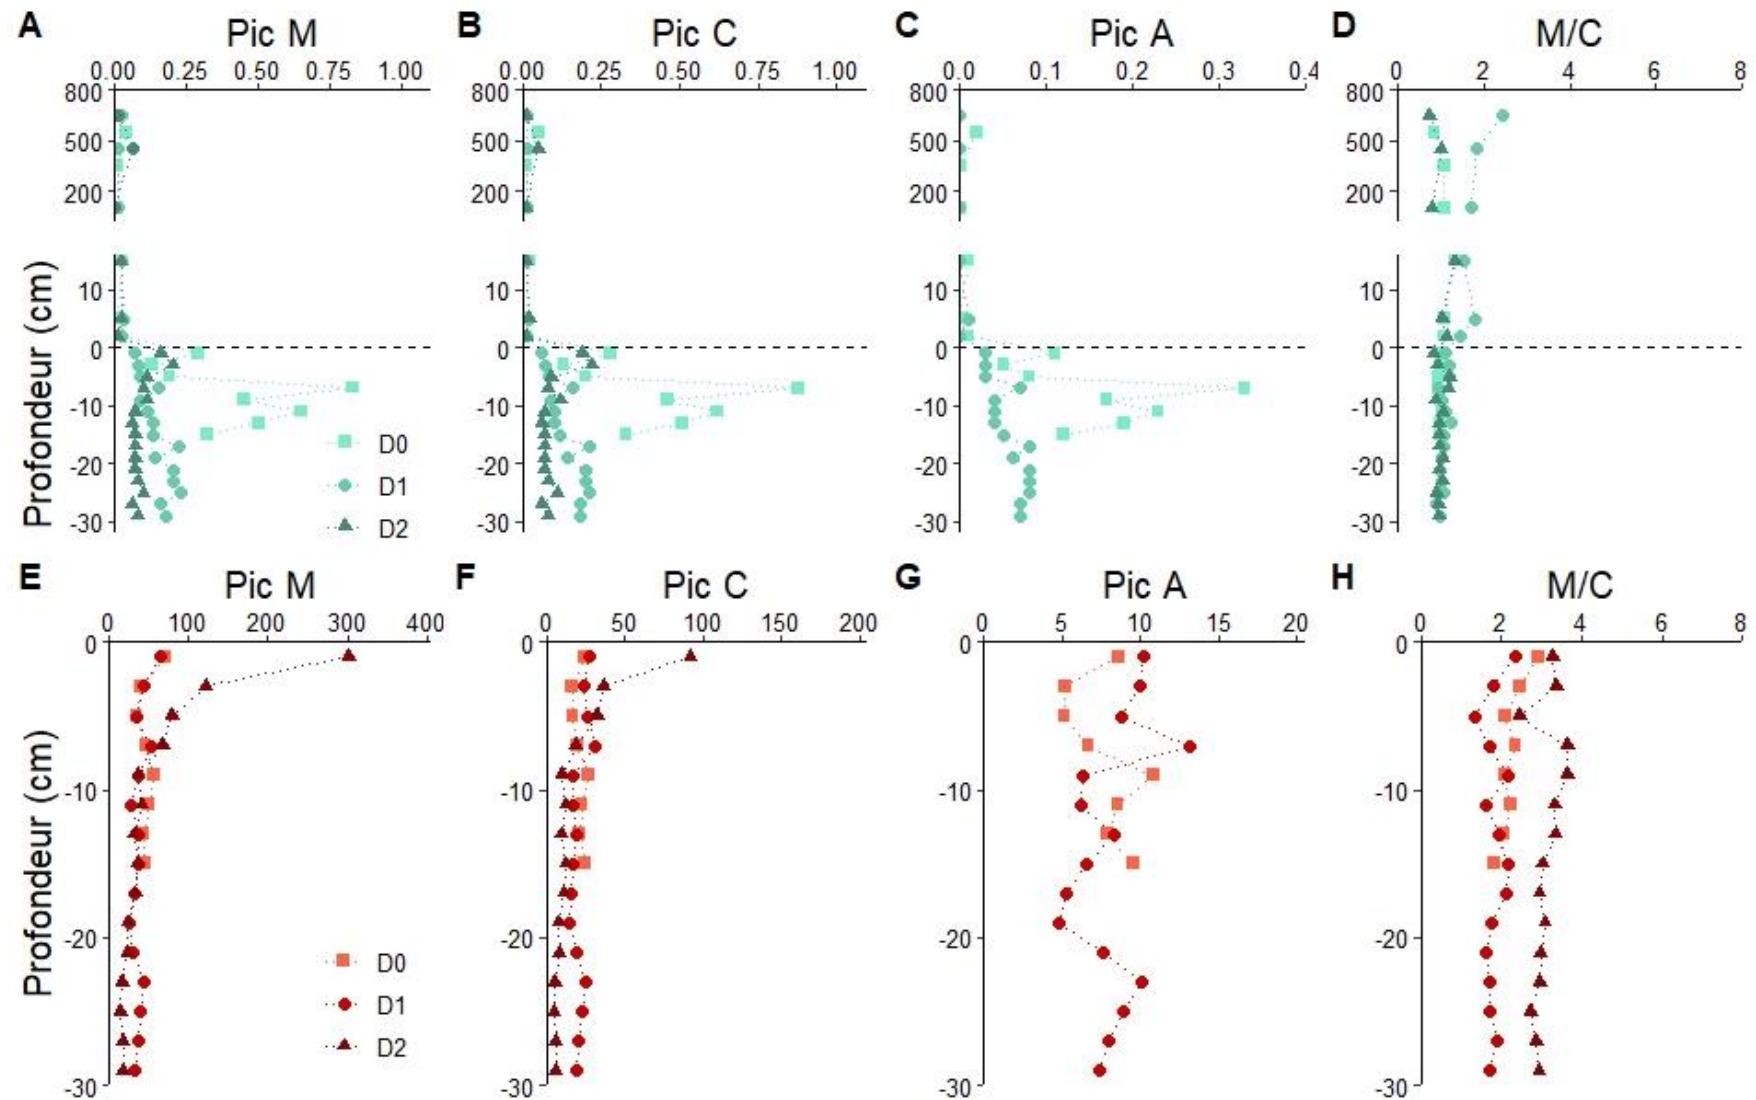 A Pic M B Pic C C Pic A D M/C
0.00 0.25 0.50 0.75 1.00 0.00 0.25 0.50 0.75 1.00 0.0 0.1 0.2 0.3 0.4 0 2 4 6 8
800 800 800 800
500 500 500 500
200 200 200 200
Profondeur (cm)
10 10 10 10
0 0 0 0
-10 -10 -10 -10
D0
-20 -20 -20 -20
D1
-30 -30 -30 -30
D2
E Pic M F Pic C G Pic A H M/C
0 100 200 300 400 0 50 100 150 200 0 5 10 15 20 0 2 4 6 8
0 0 0 0
Profondeur (cm)
-10 -10 -10 -10
-20 -20 -20 -20
D0
D1
D2
-30 -30 -30 -30